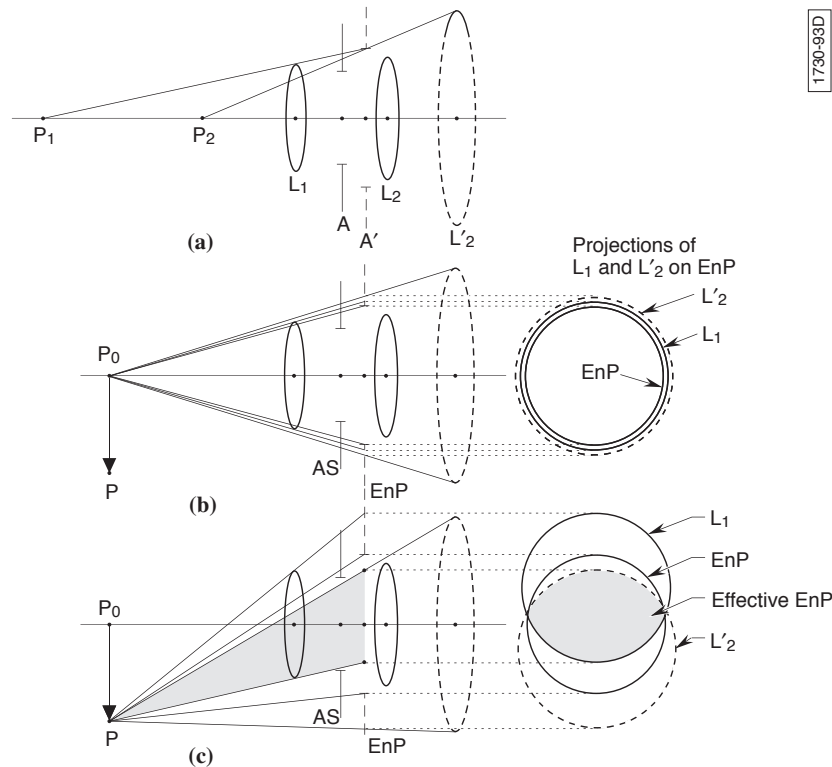 1730-93D
P1
P2
L1
A
A′
L2
L′2
(a)
Projections of
L1 and L′2 on EnP
L′2
L1
EnP
P0
P
AS
EnP
(b)
L1
EnP
Effective EnP
L′2
P0
P
AS
EnP
(c)